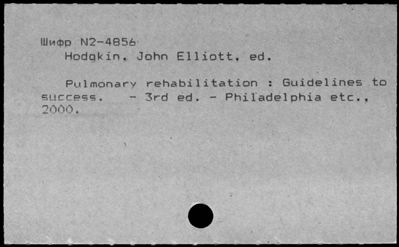 Шифр N2-4856
Hodgkin, John Elliott, ed.
Pulmonary rehabilitation : Guidelines to
success. - 3rd ed. - Philadelphia etc.,
2000.